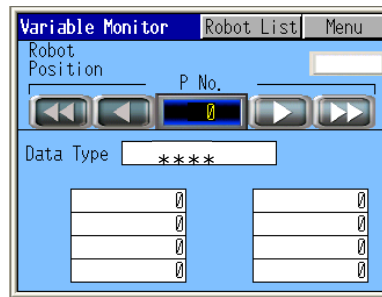 Variable Monitor Robot List Menu
Robot
Position
P No.
0
Data Type ****
0 0
0 0
0 0
0 0